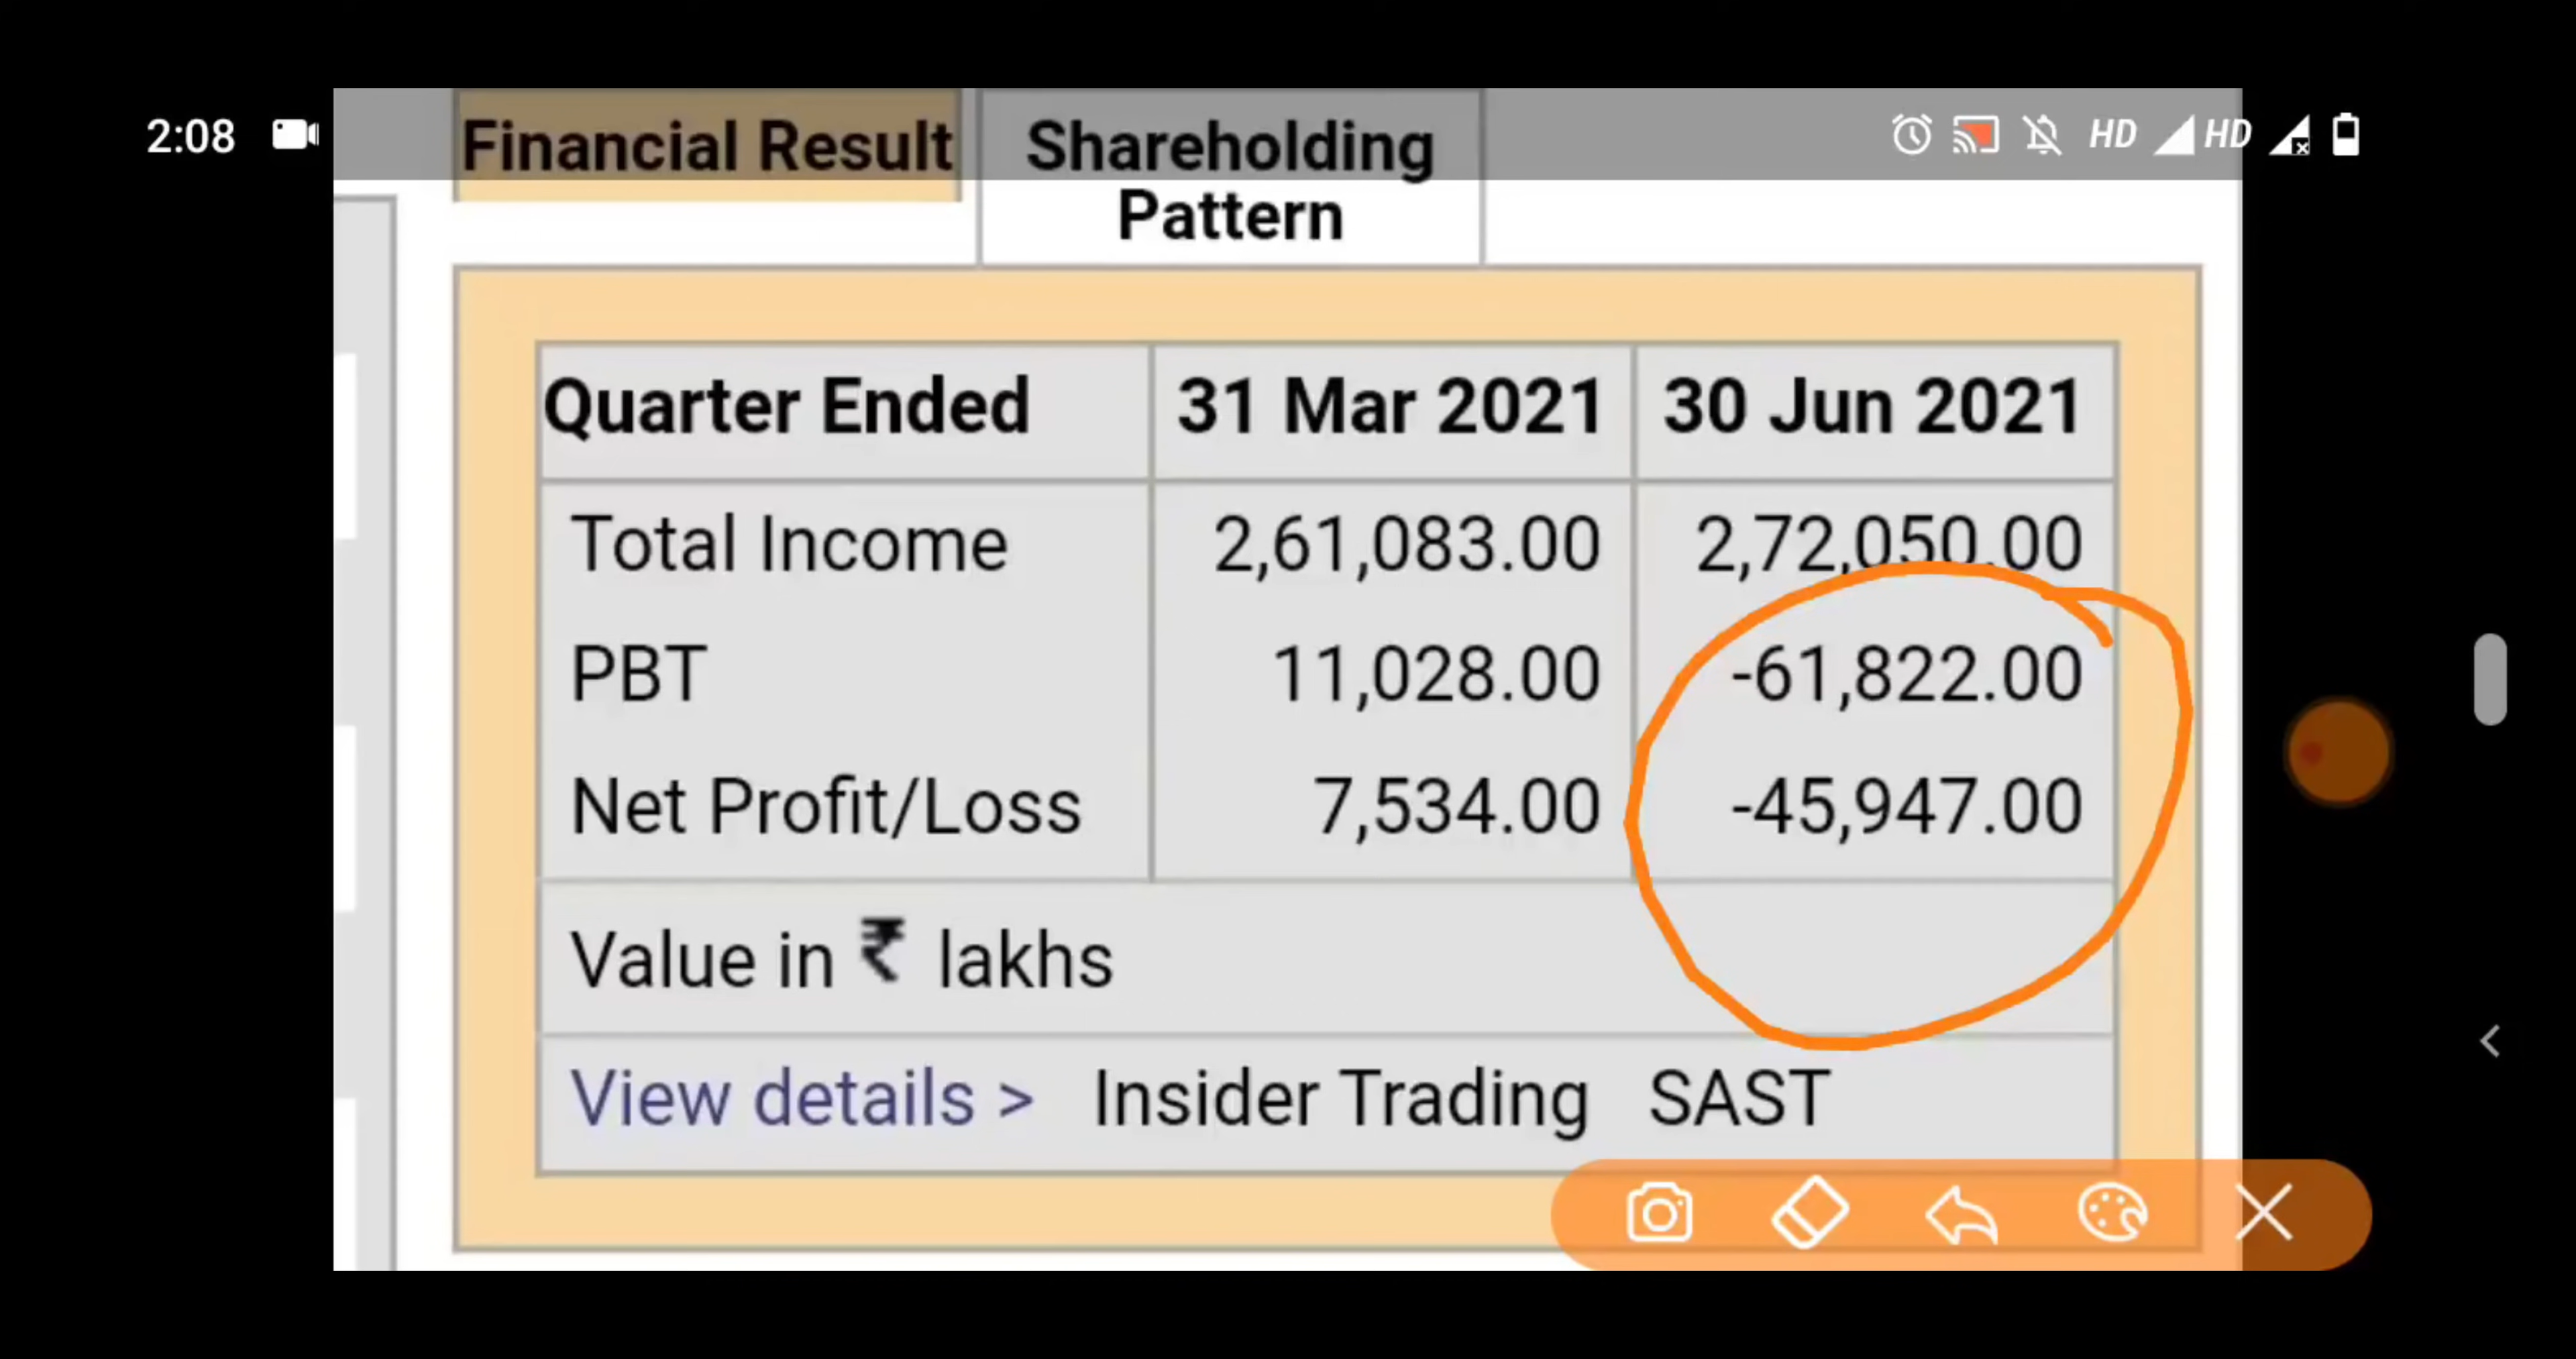 2:08
HD HD
Financial Result Shareholding
Pattern
Quarter Ended 31 Mar 2021 30 Jun 2021
Total Income 2,61,083.00 2,72,050.00
PBT 11,028.00 -61,822.00
Net Profit/Loss 7,534.00 -45,947.00
Value in ₹ lakhs
View details > Insider Trading SAST